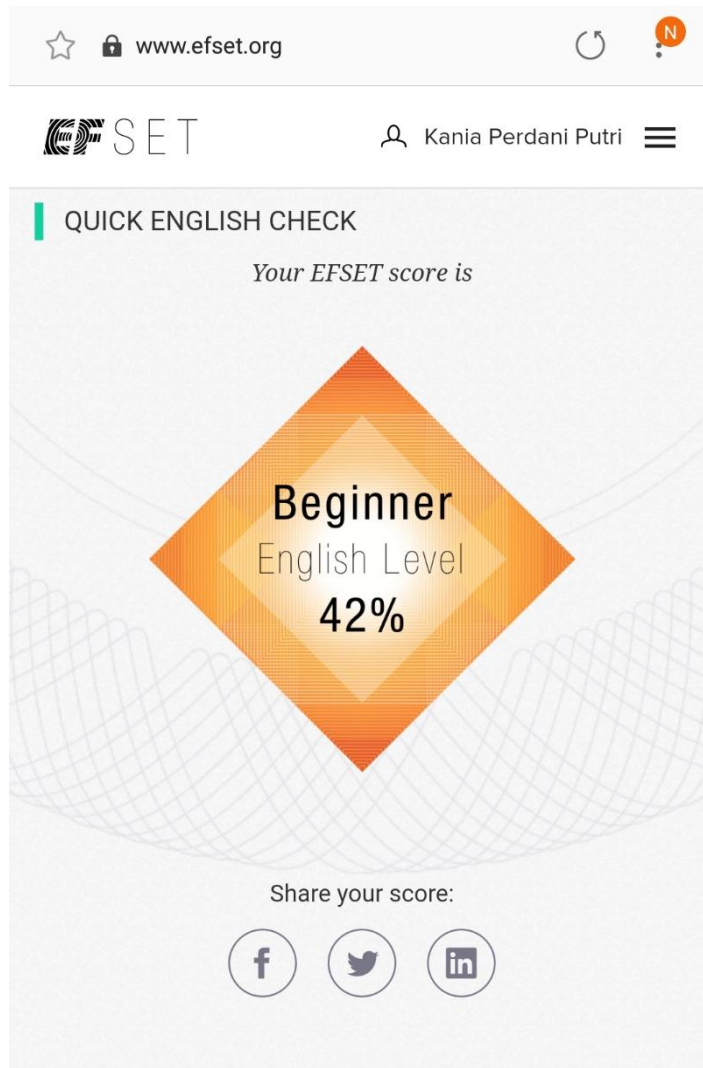 www.efset.org
N
EF SET
Kania Perdani Putri
QUICK ENGLISH CHECK
Your EFSET score is
Beginner
English Level
42%
Share your score:
f
in